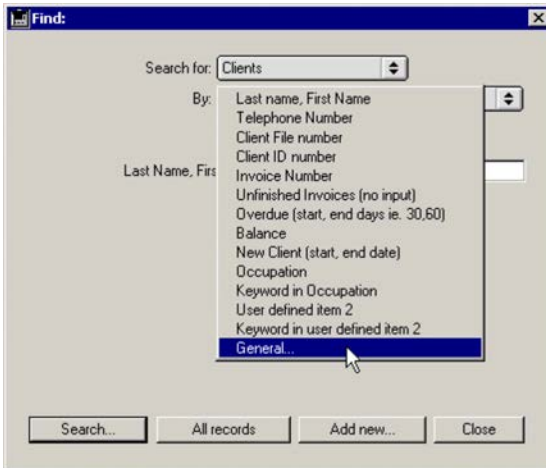 Find:
Search for: Clients
By:
Last name, First Name
Telephone Number
Client File number
Client ID number
Last Name, Firs
Invoice Number
Unfinished Invoices (no input)
Overdue (start, end days ie. 30,60)
Balance
New Client (start, end date)
Occupation
Keyword in Occupation
User defined item 2
Keyword in user defined item 2
General...
Search...
All records
Add new...
Close